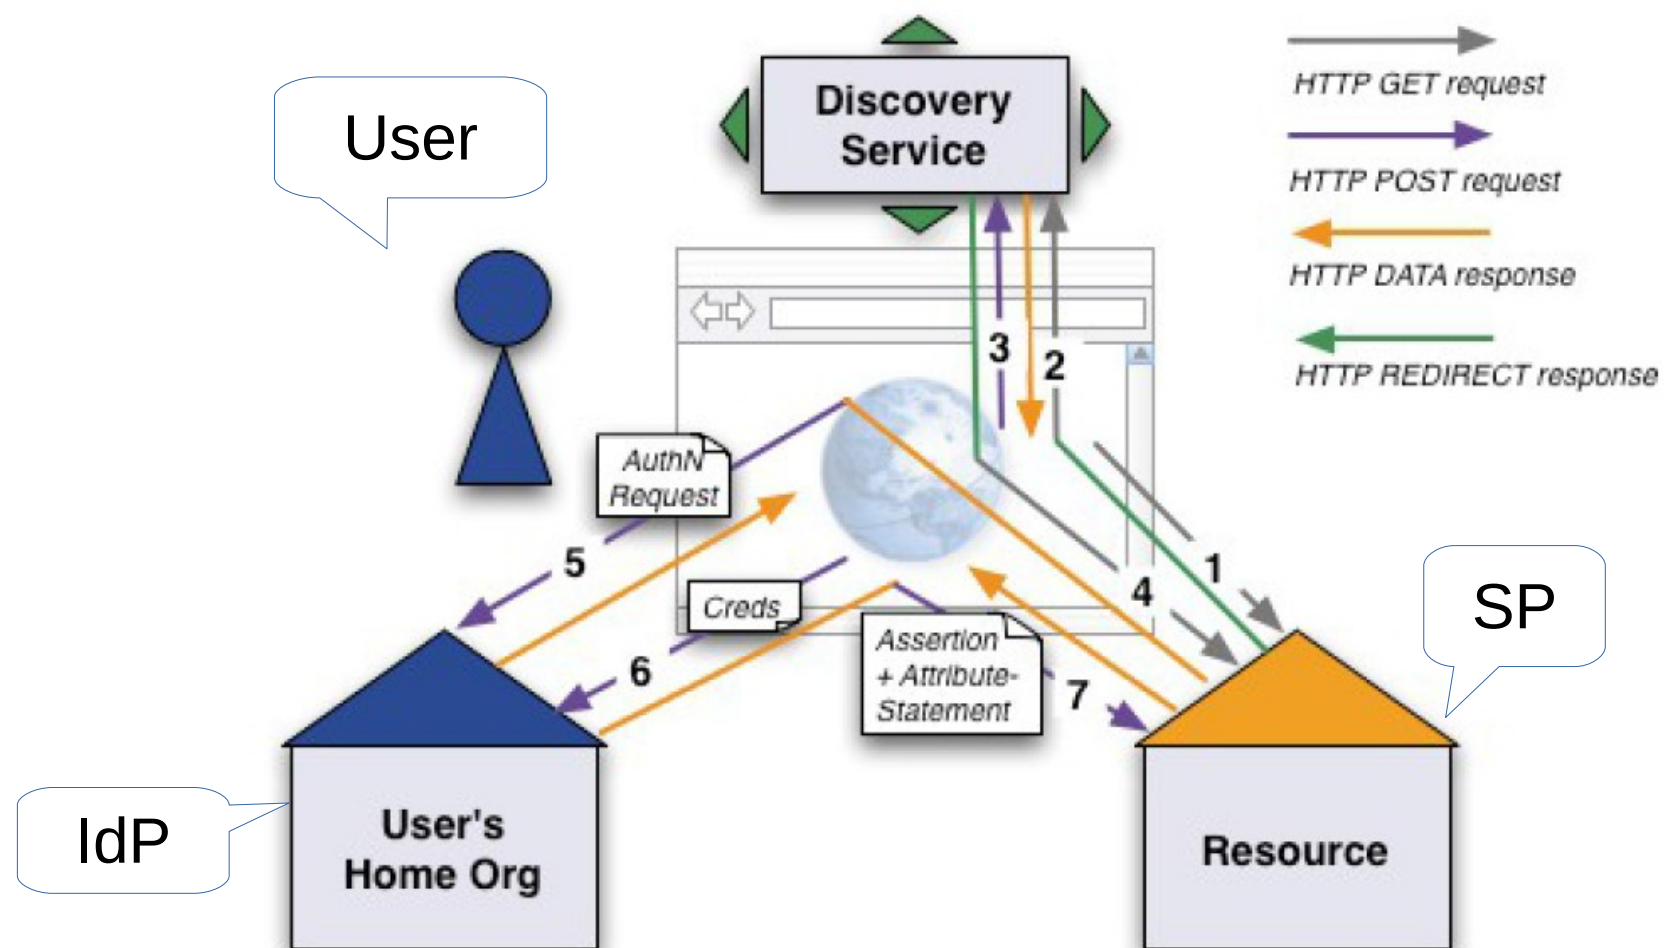 User
Discovery
Service
HTTP GET request
HTTP POST request
HTTP DATA response
HTTP REDIRECT response
3
2
AuthN
Request
5
1
4
Creds
6
Assertion
+ Attribute-
Statement
7
SP
IdP
User's
Home Org
Resource